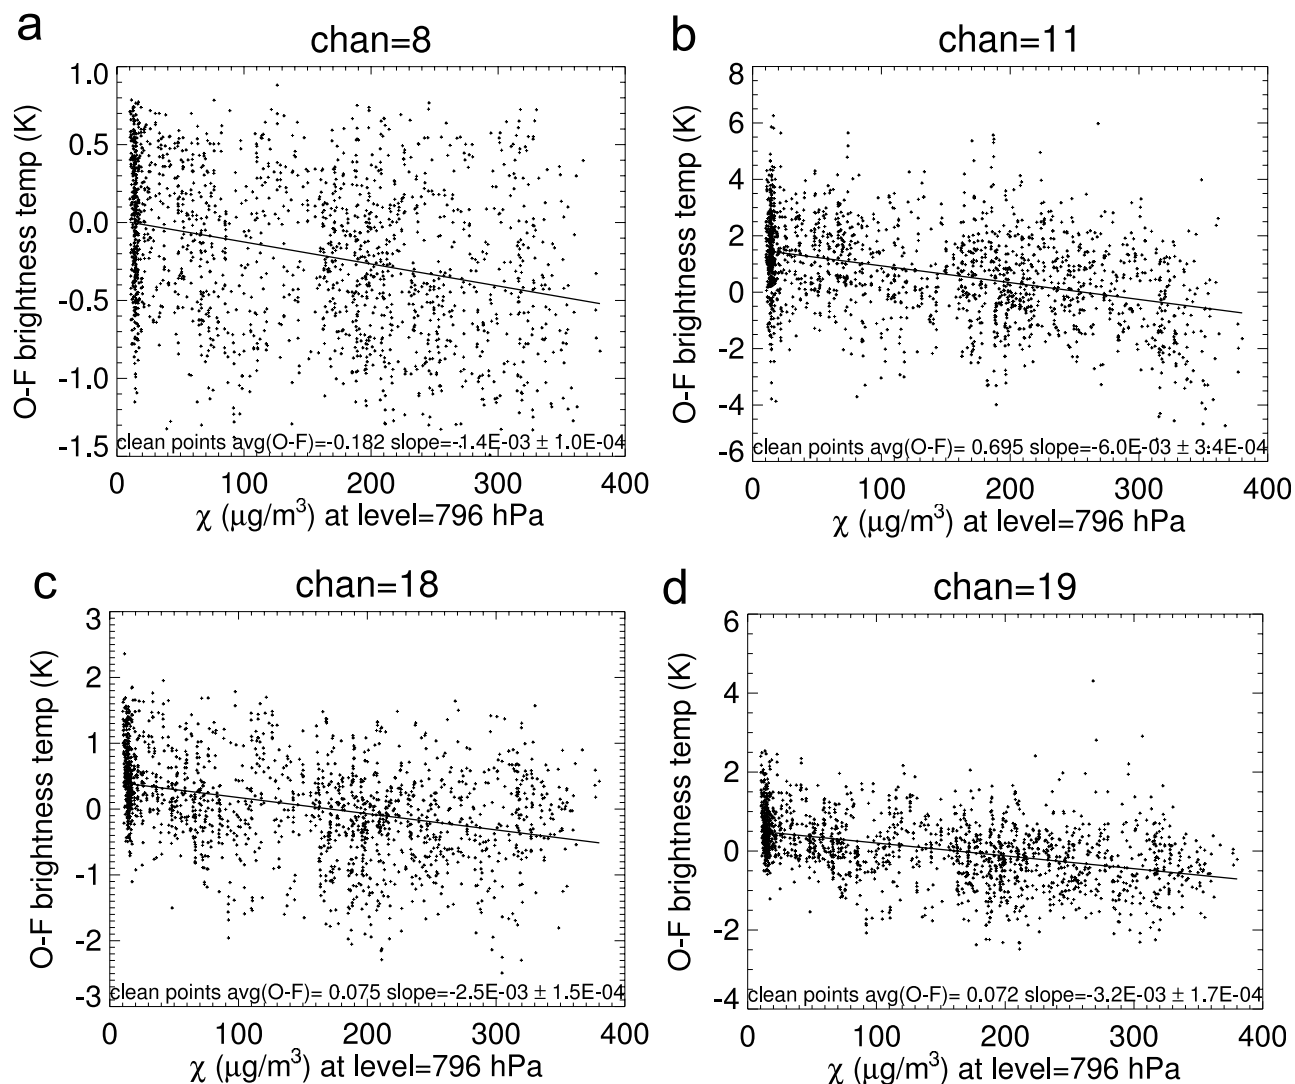 a
chan=8
O-F brightness temp (K)
1.0
0.5
0.0
-0.5
-1.0
-1.5
clean points avg(O-F)=-0.182 slope=-1.4E-03 ± 1.0E-04
0 100 200 300 400
χ (μg/m³) at level=796 hPa
b
chan=11
O-F brightness temp (K)
8
6
4
2
0
-2
-4
-6
clean points avg(O-F)= 0.695 slope=-6.0E-03 ± 3.4E-04
0 100 200 300 400
χ (μg/m³) at level=796 hPa
c
chan=18
O-F brightness temp (K)
3
2
1
0
-1
-2
-3
clean points avg(O-F)= 0.075 slope=-2.5E-03 ± 1.5E-04
0 100 200 300 400
χ (μg/m³) at level=796 hPa
d
chan=19
O-F brightness temp (K)
6
4
2
0
-2
-4
clean points avg(O-F)= 0.072 slope=-3.2E-03 ± 1.7E-04
0 100 200 300 400
χ (μg/m³) at level=796 hPa